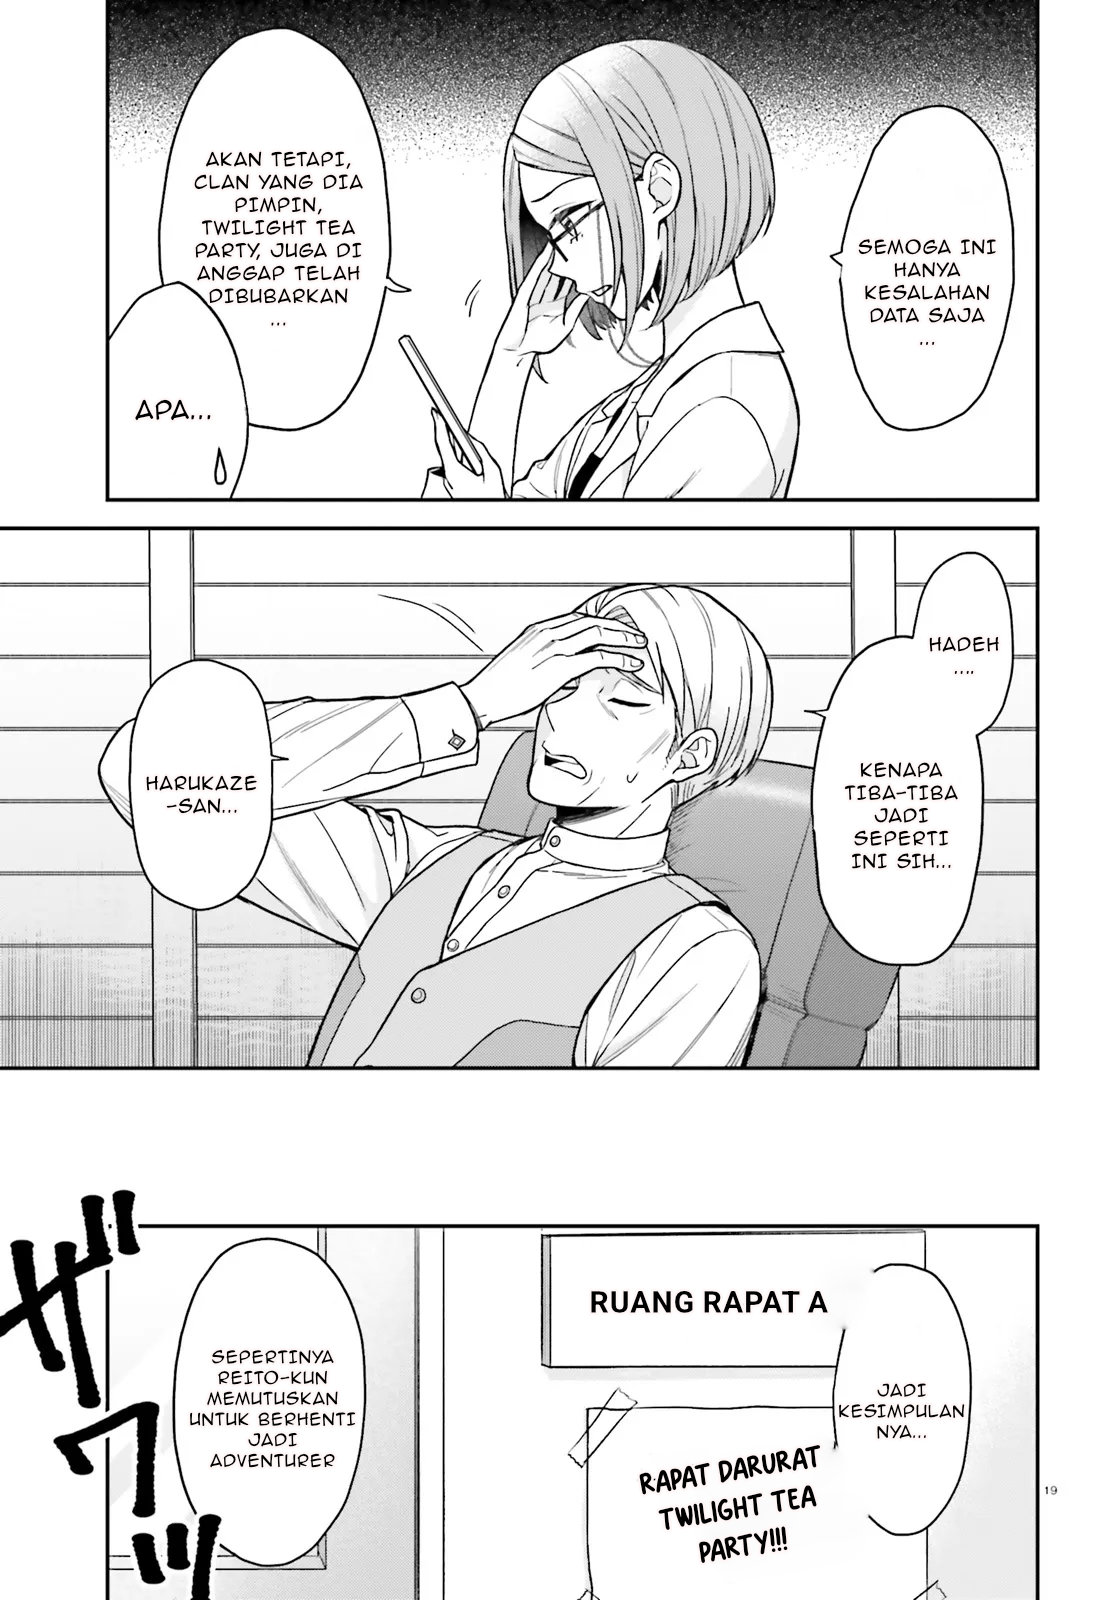 SEMOGA INI
HANYA
KESALAHAN
DATA SAJA
...
AKAN TETAPI,
CLAN YANG DIA
PIMPIN,
TWILIGHT TEA
PARTY, JUGA DI
ANGGAP TELAH
DIBUBARKAN
...
APA...
HADEH
....
KENAPA
TIBA-TIBA
JADI
SEPERTI
INI SIH...
HARUKAZE
-SAN...
RUANG RAPAT A
JADI
KESIMPULAN
NYA...
RAPAT DARURAT
TWILIGHT TEA
PARTY!!!
SEPERTINYA
REITO-KUN
MEMUTUSKAN
UNTUK BERHENTI
JADI
ADVENTURER
ザワ
19